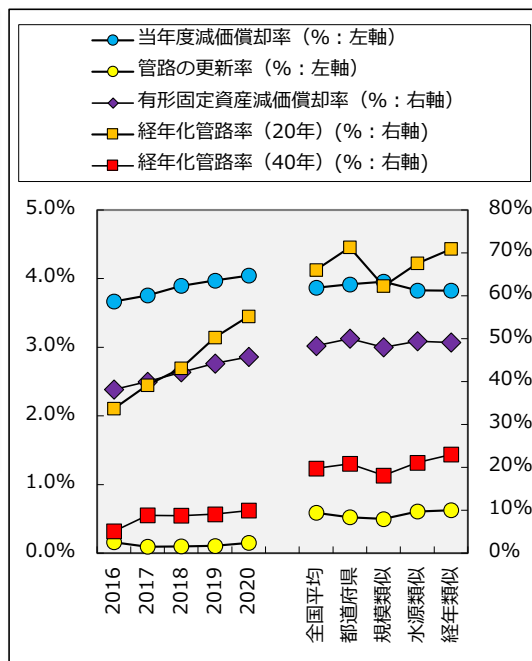 当年度減価償却率（%：左軸）
管路の更新率（%：左軸）
有形固定資産減価償却率（%：右軸）
経年化管路率（20年）(%：右軸)
経年化管路率（40年）(%：右軸)
5.0%
4.0%
3.0%
2.0%
1.0%
0.0%
80%
70%
60%
50%
40%
30%
20%
10%
0%
2016
2017
2018
2019
2020
全国平均
都道府県
規模類似
水源類似
経年類似